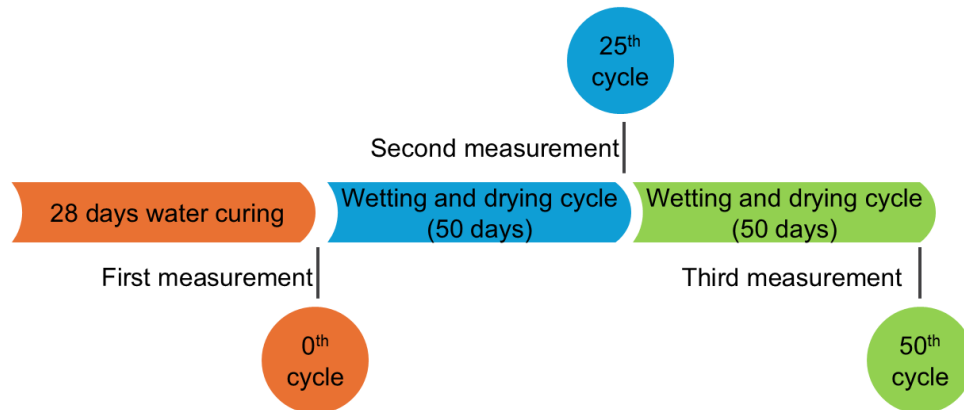 25th
cycle
Second measurement
28 days water curing
Wetting and drying cycle
(50 days)
Wetting and drying cycle
(50 days)
First measurement
Third measurement
0th
cycle
50th
cycle